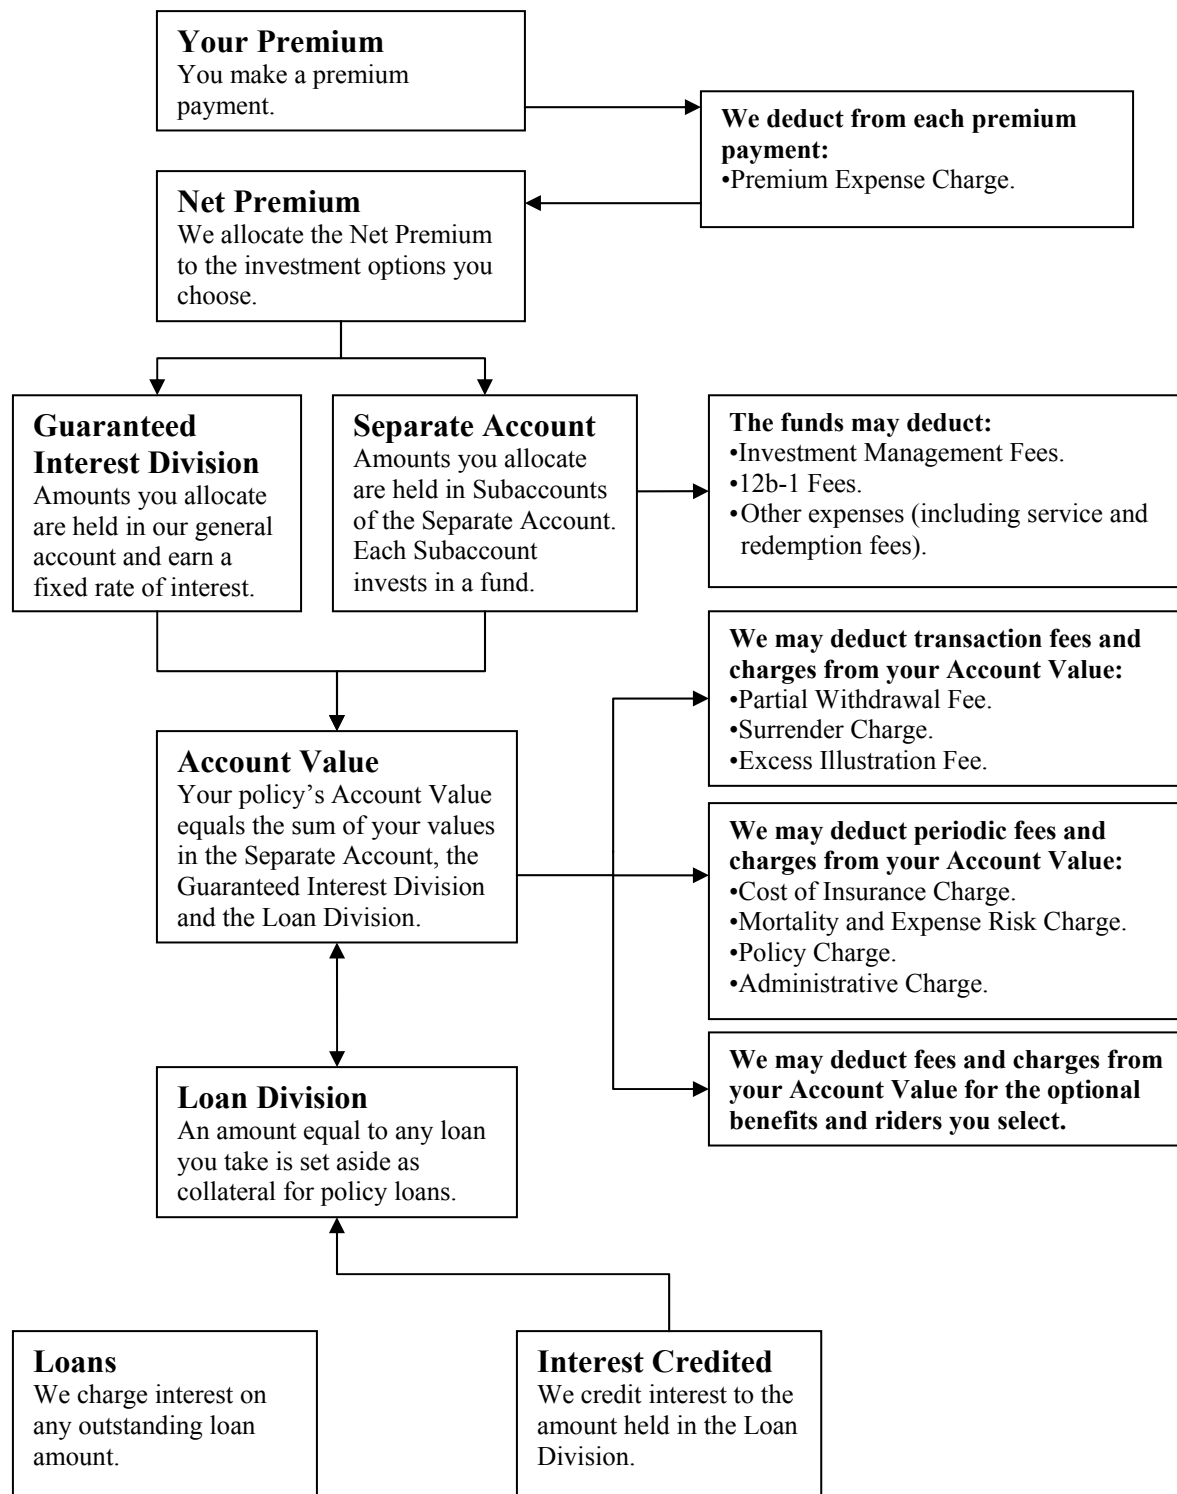 Your Premium
You make a premium
payment.
We deduct from each premium
payment:
•Premium Expense Charge.
Net Premium
We allocate the Net Premium
to the investment options you
choose.
Guaranteed
Interest Division
Amounts you allocate
are held in our general
account and earn a
fixed rate of interest.
Separate Account
Amounts you allocate
are held in Subaccounts
of the Separate Account.
Each Subaccount
invests in a fund.
The funds may deduct:
•Investment Management Fees.
•12b-1 Fees.
•Other expenses (including service and
redemption fees).
We may deduct transaction fees and
charges from your Account Value:
•Partial Withdrawal Fee.
•Surrender Charge.
•Excess Illustration Fee.
Account Value
Your policy’s Account Value
equals the sum of your values
in the Separate Account, the
Guaranteed Interest Division
and the Loan Division.
We may deduct periodic fees and
charges from your Account Value:
•Cost of Insurance Charge.
•Mortality and Expense Risk Charge.
•Policy Charge.
•Administrative Charge.
We may deduct fees and charges from
your Account Value for the optional
benefits and riders you select.
Loan Division
An amount equal to any loan
you take is set aside as
collateral for policy loans.
Loans
We charge interest on
any outstanding loan
amount.
Interest Credited
We credit interest to the
amount held in the Loan
Division.